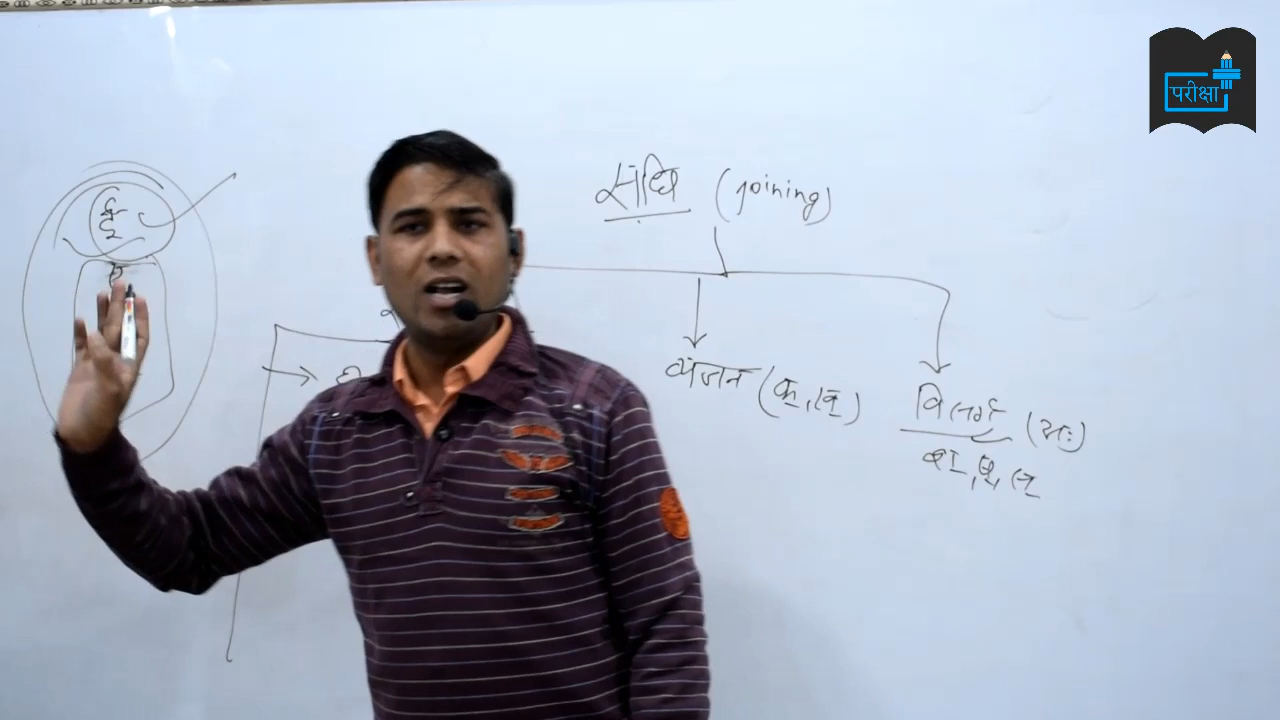 परीक्षा
संधि (Joining)
व्यंजन (क्, ख्)
विसर्ग (अः)
श्, ष्, स्